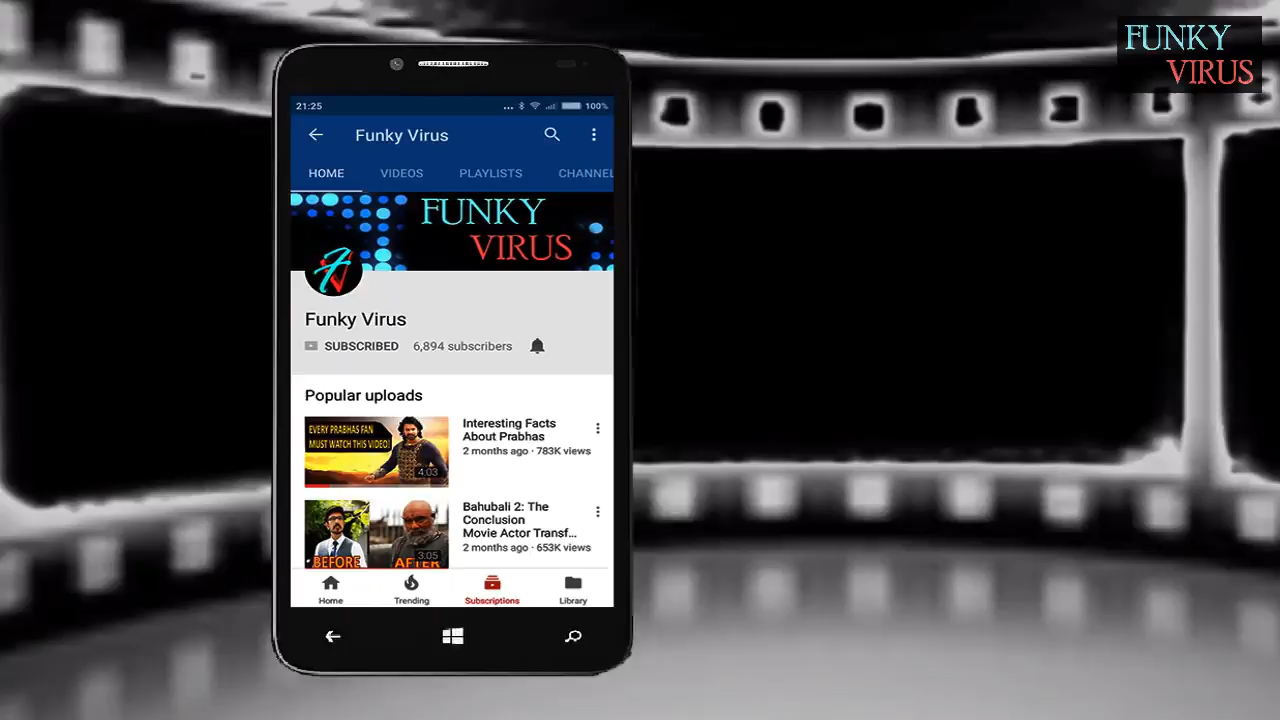 FUNKY
VIRUS
21:25
... 100%
Funky Virus
HOME VIDEOS PLAYLISTS CHANNEL
FUNKY
VIRUS
FV
Funky Virus
SUBSCRIBED 6,894 subscribers
Popular uploads
EVERY PRABHAS FAN
MUST WATCH THIS VIDEO!
4:03
Interesting Facts
About Prabhas
2 months ago · 783K views
BEFORE AFTER
3:05
Bahubali 2: The
Conclusion
Movie Actor Transf...
2 months ago · 653K views
Home Trending Subscriptions Library